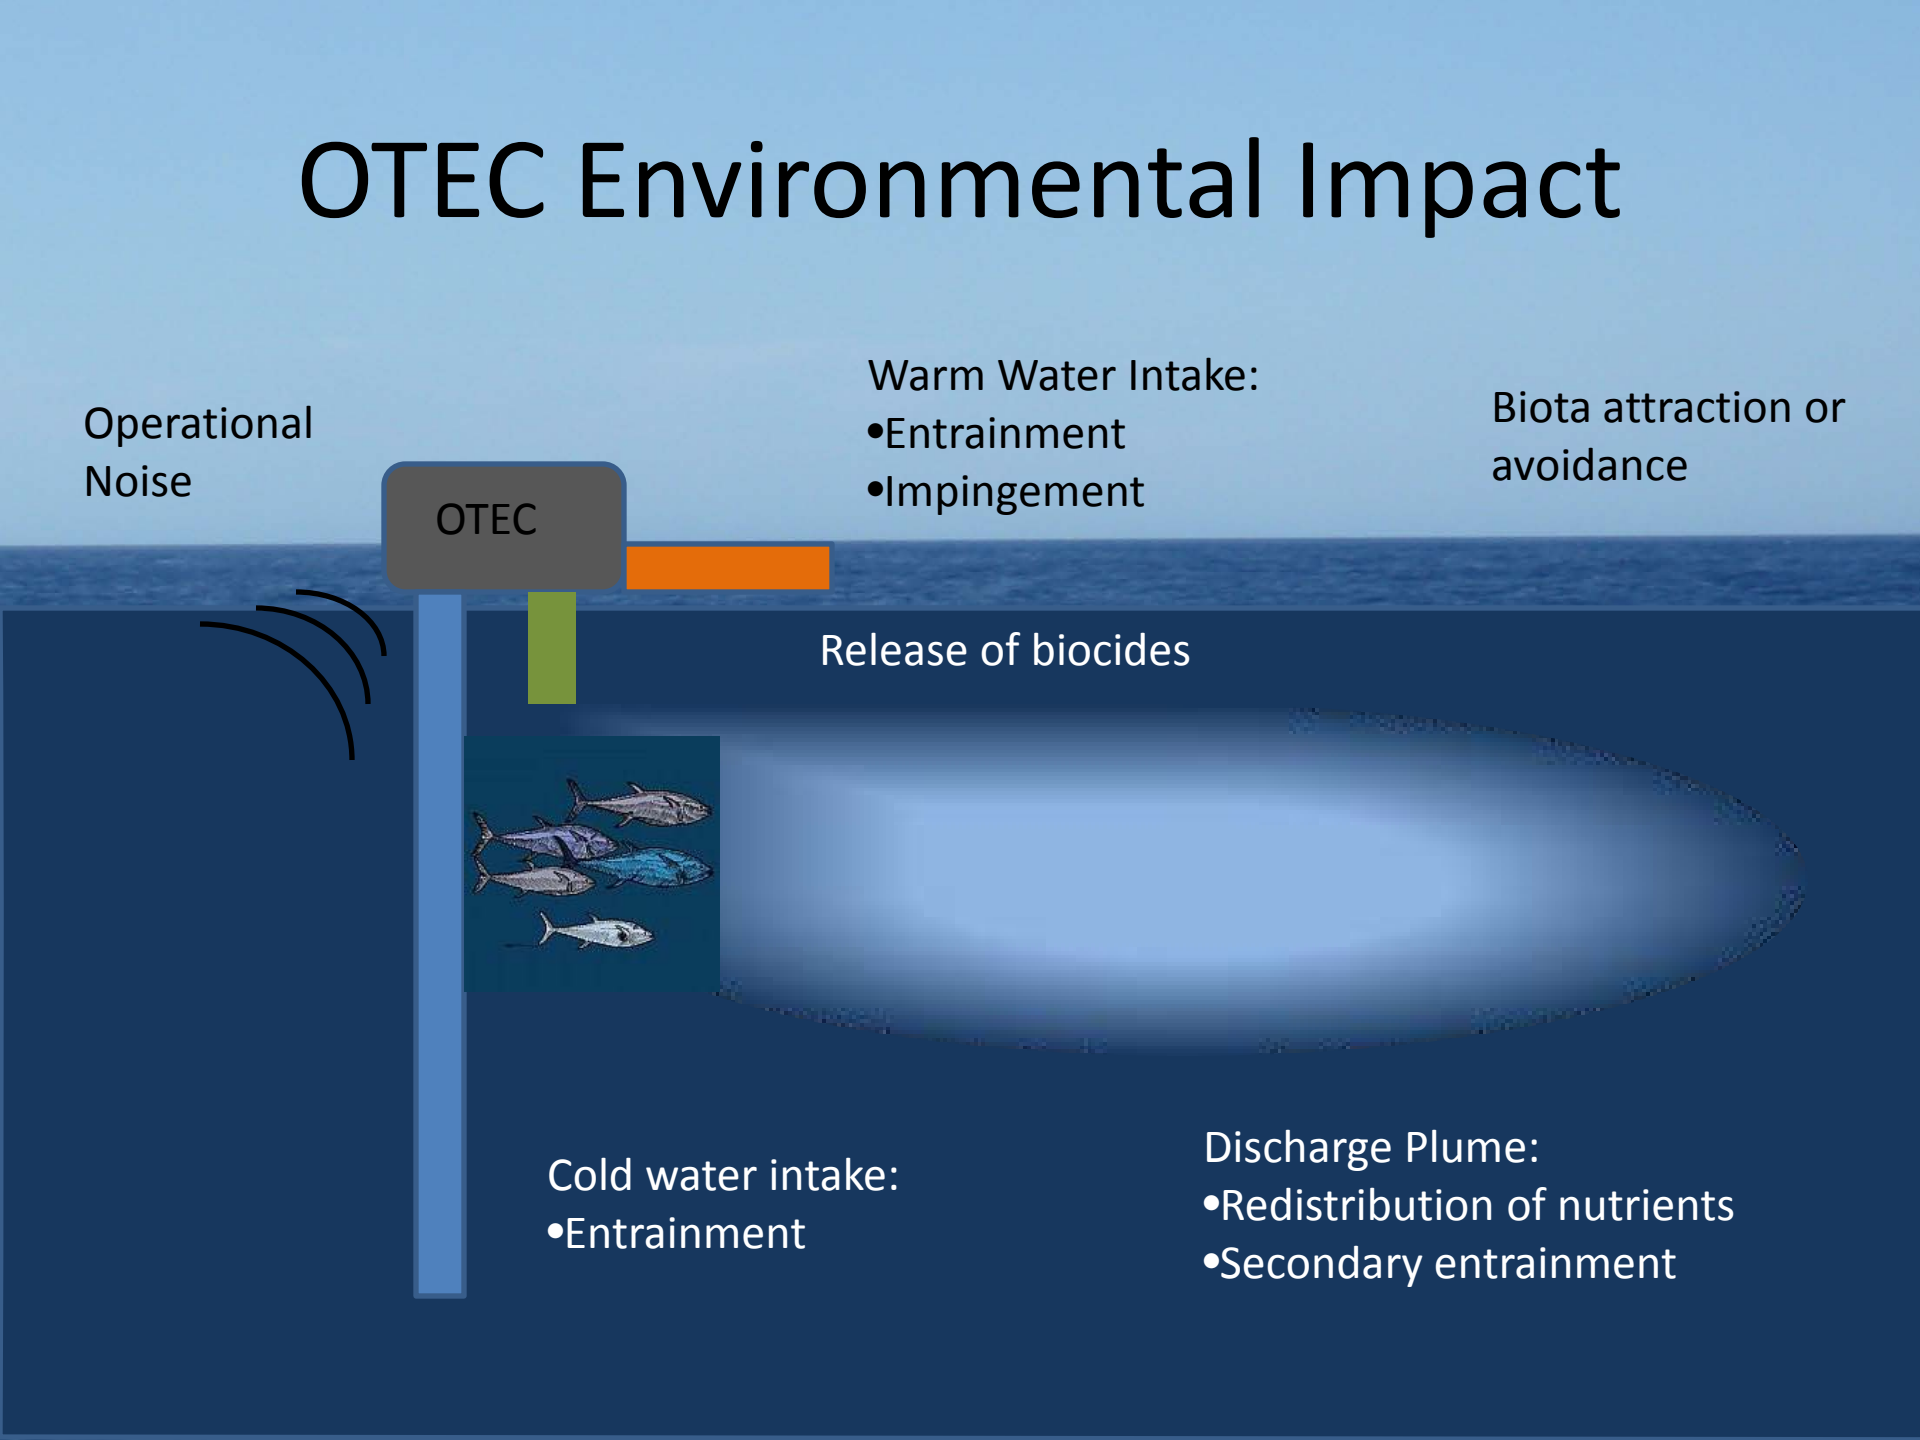 OTEC Environmental Impact
Operational
Noise
OTEC
Warm Water Intake:
•Entrainment
•Impingement
Biota attraction or
avoidance
Release of biocides
Cold water intake:
•Entrainment
Discharge Plume:
•Redistribution of nutrients
•Secondary entrainment